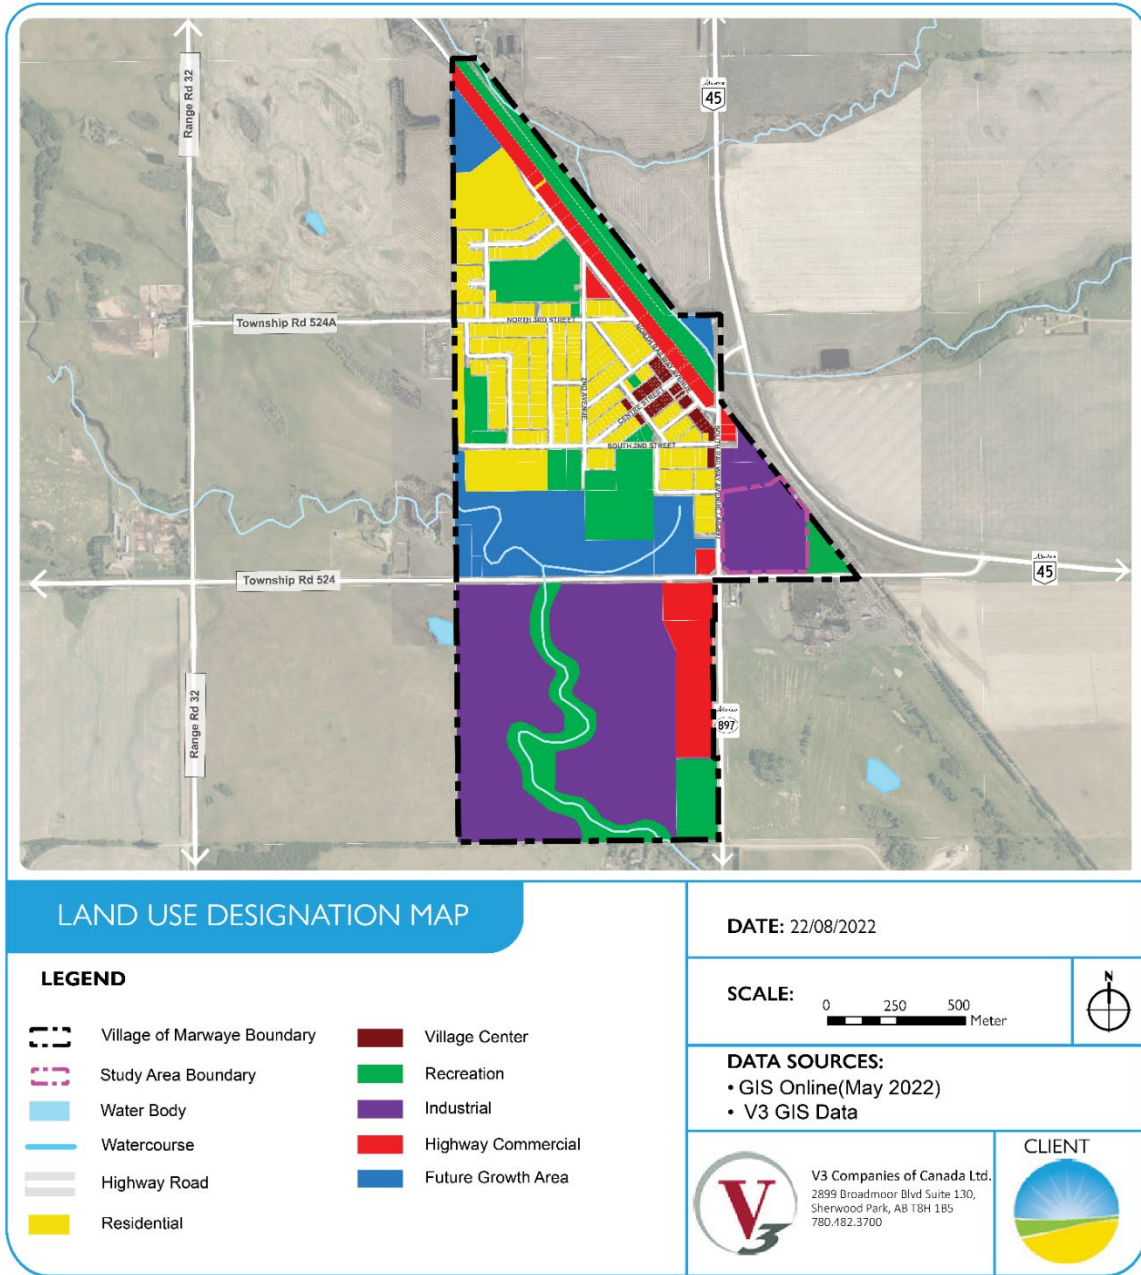 45
Range Rd 32
Township Rd 524A
NORTH 3RD STREET
NORTH RAILWAY AVENUE
2ND AVENUE
CENTRE STREET
SOUTH 2ND STREET
Township Rd 524
45
Range Rd 32
897
LAND USE DESIGNATION MAP
LEGEND
Village of Marwaye Boundary
Study Area Boundary
Water Body
Watercourse
Highway Road
Residential
Village Center
Recreation
Industrial
Highway Commercial
Future Growth Area
DATE: 22/08/2022
SCALE:
0 250 500
Meter
N
DATA SOURCES:
• GIS Online(May 2022)
• V3 GIS Data
V3
V3 Companies of Canada Ltd.
2899 Broadmoor Blvd Suite 130,
Sherwood Park, AB T8H 1B5
780.482.3700
CLIENT